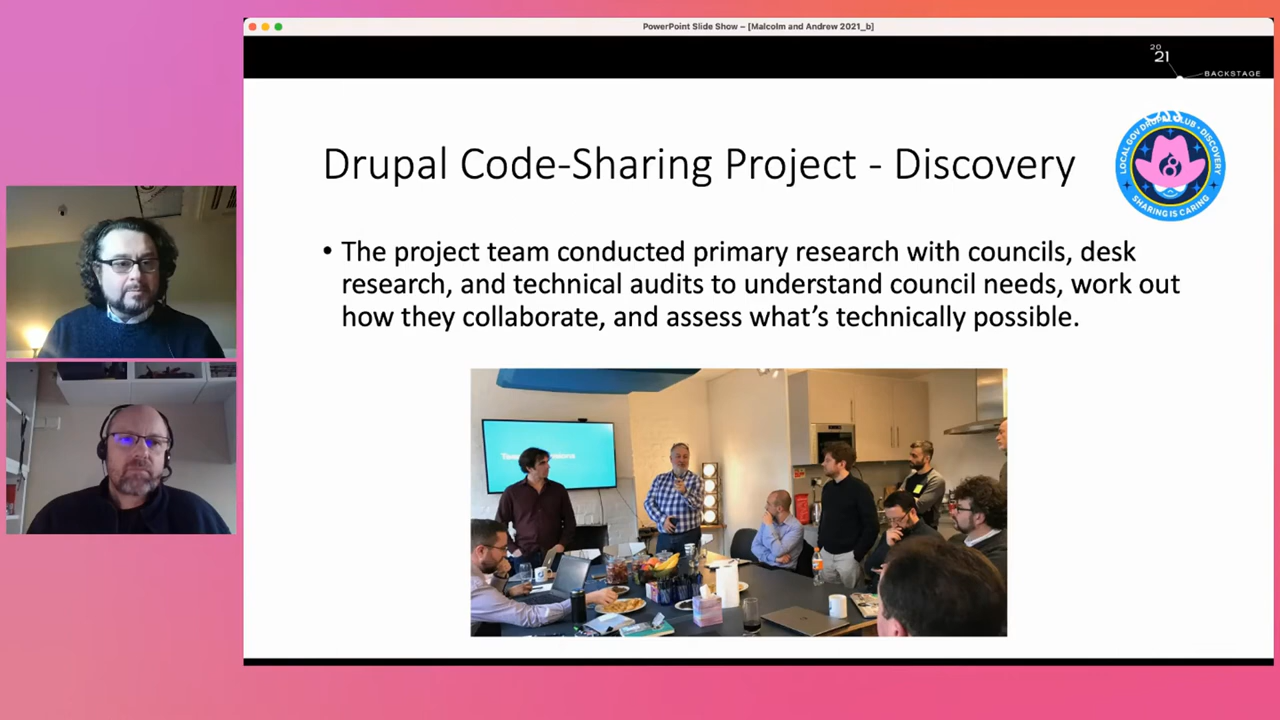 PowerPoint Slide Show – [Malcolm and Andrew 2021_b]
20
21
BACKSTAGE
Drupal Code-Sharing Project - Discovery
LOCAL GOV DRUPAL CLUB • DISCOVERY
SHARING IS CARING
• The project team conducted primary research with councils, desk
research, and technical audits to understand council needs, work out
how they collaborate, and assess what's technically possible.